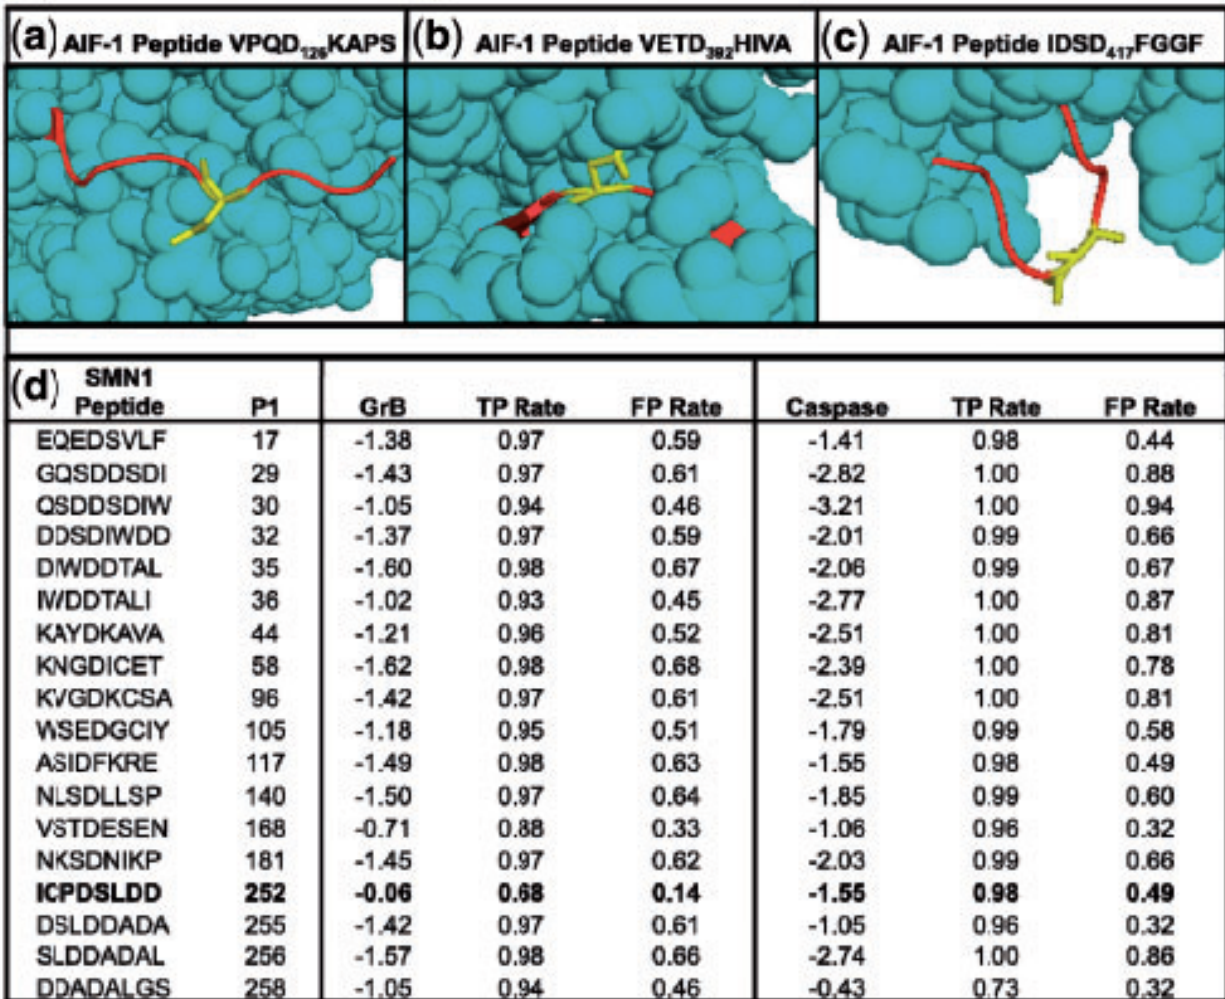 (a) AIF-1 Peptide VPQD₁₂₆KAPS
(b) AIF-1 Peptide VETD₃₉₂HIVA
(c) AIF-1 Peptide IDSD₄₁₇FGGF
(d) SMN1
Peptide P1 GrB TP Rate FP Rate Caspase TP Rate FP Rate
EQEDSVLF 17 -1.38 0.97 0.59 -1.41 0.98 0.44
GQSDDSDI 29 -1.43 0.97 0.61 -2.82 1.00 0.88
QSDDSDIW 30 -1.05 0.94 0.46 -3.21 1.00 0.94
DDSDIWDD 32 -1.37 0.97 0.59 -2.01 0.99 0.66
DIWDDTAL 35 -1.60 0.98 0.67 -2.06 0.99 0.67
IWDDTALI 36 -1.02 0.93 0.45 -2.77 1.00 0.87
KAYDKAVA 44 -1.21 0.96 0.52 -2.51 1.00 0.81
KNGDICET 58 -1.62 0.98 0.68 -2.39 1.00 0.78
KVGDKCSA 96 -1.42 0.97 0.61 -2.51 1.00 0.81
WSEDGCIY 105 -1.18 0.95 0.51 -1.79 0.99 0.58
ASIDFKRE 117 -1.49 0.98 0.63 -1.55 0.98 0.49
NLSDLLSP 140 -1.50 0.97 0.64 -1.85 0.99 0.60
VSTDESEN 168 -0.71 0.88 0.33 -1.06 0.96 0.32
NKSDNIKP 181 -1.45 0.97 0.62 -2.03 0.99 0.66
ICPDSLDD 252 -0.06 0.68 0.14 -1.55 0.98 0.49
DSLDDADA 255 -1.42 0.97 0.61 -1.05 0.96 0.32
SLDDADAL 256 -1.57 0.98 0.66 -2.74 1.00 0.86
DDADALGS 258 -1.05 0.94 0.46 -0.43 0.73 0.32